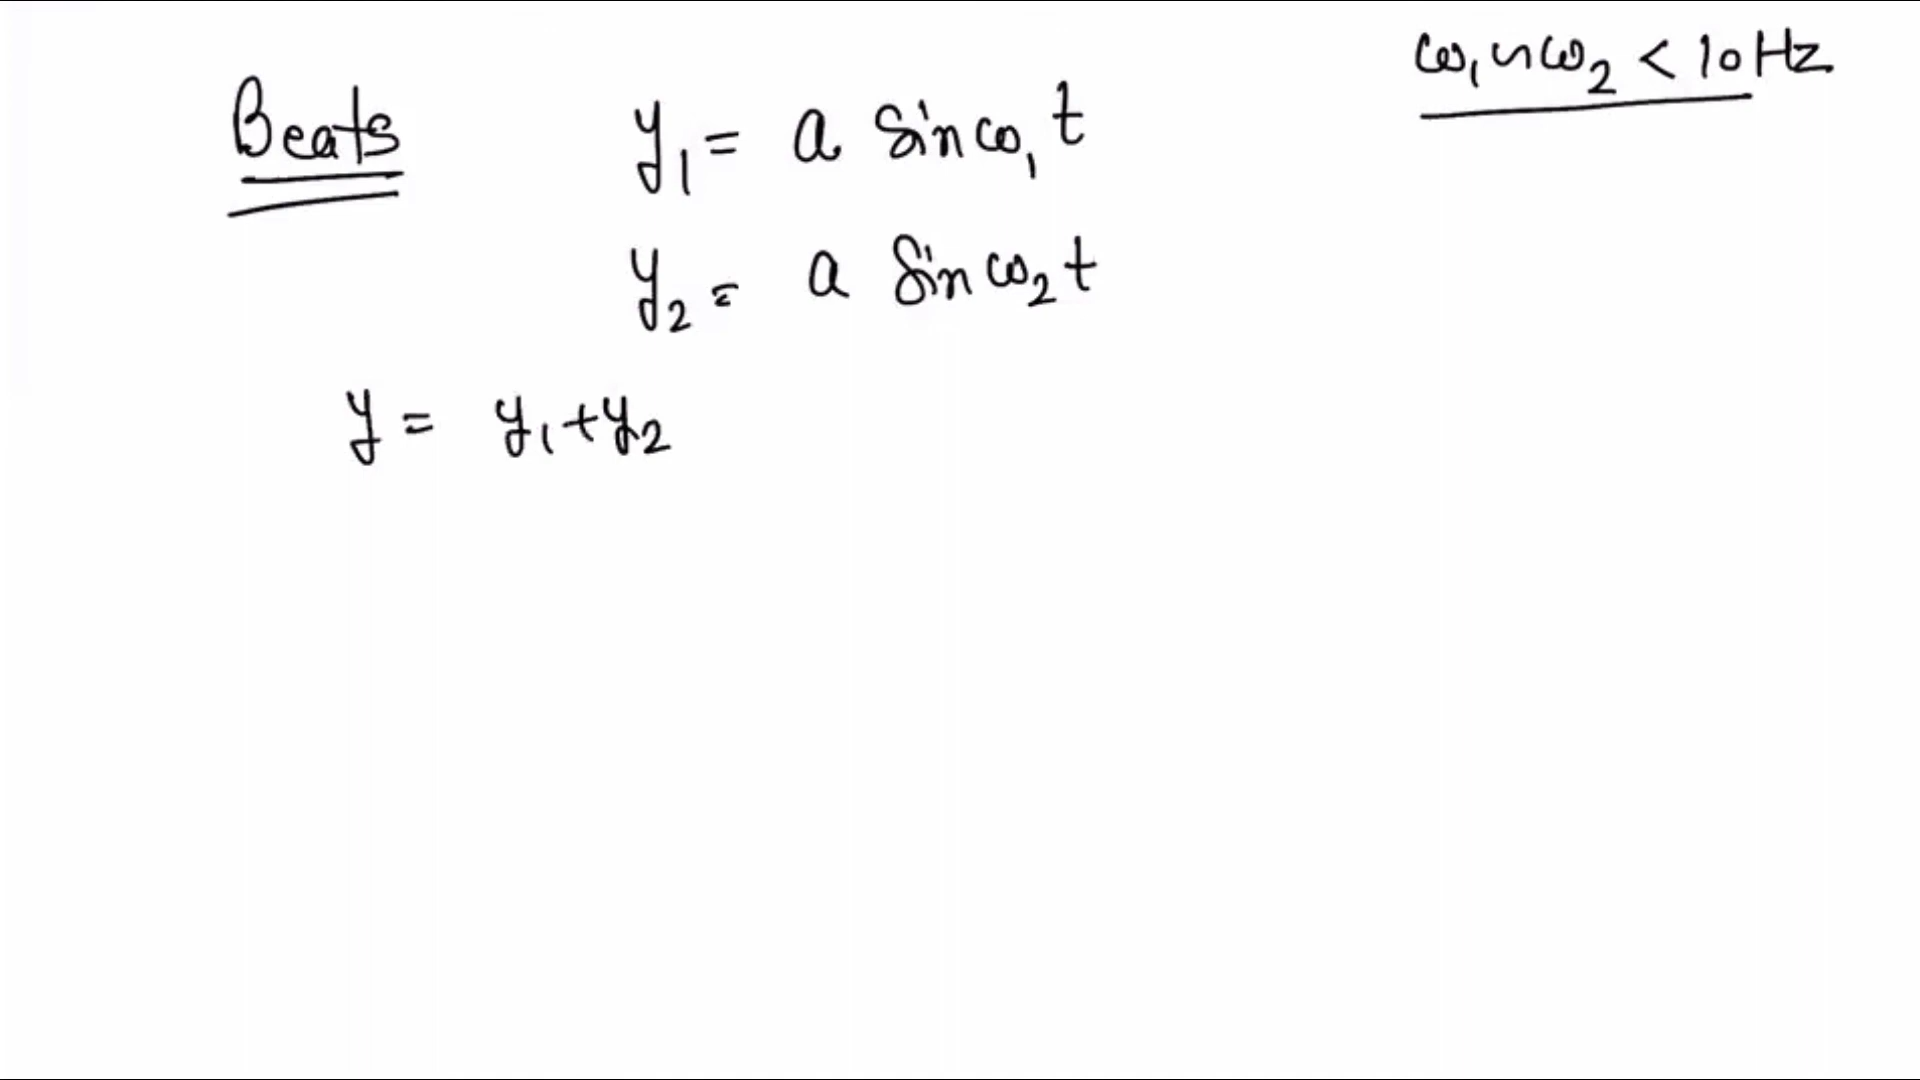 Beats
y₁ = a sin ω₁ t
ω₁ ~ ω₂ < 10 Hz
y₂ = a sin ω₂ t
y = y₁ + y₂